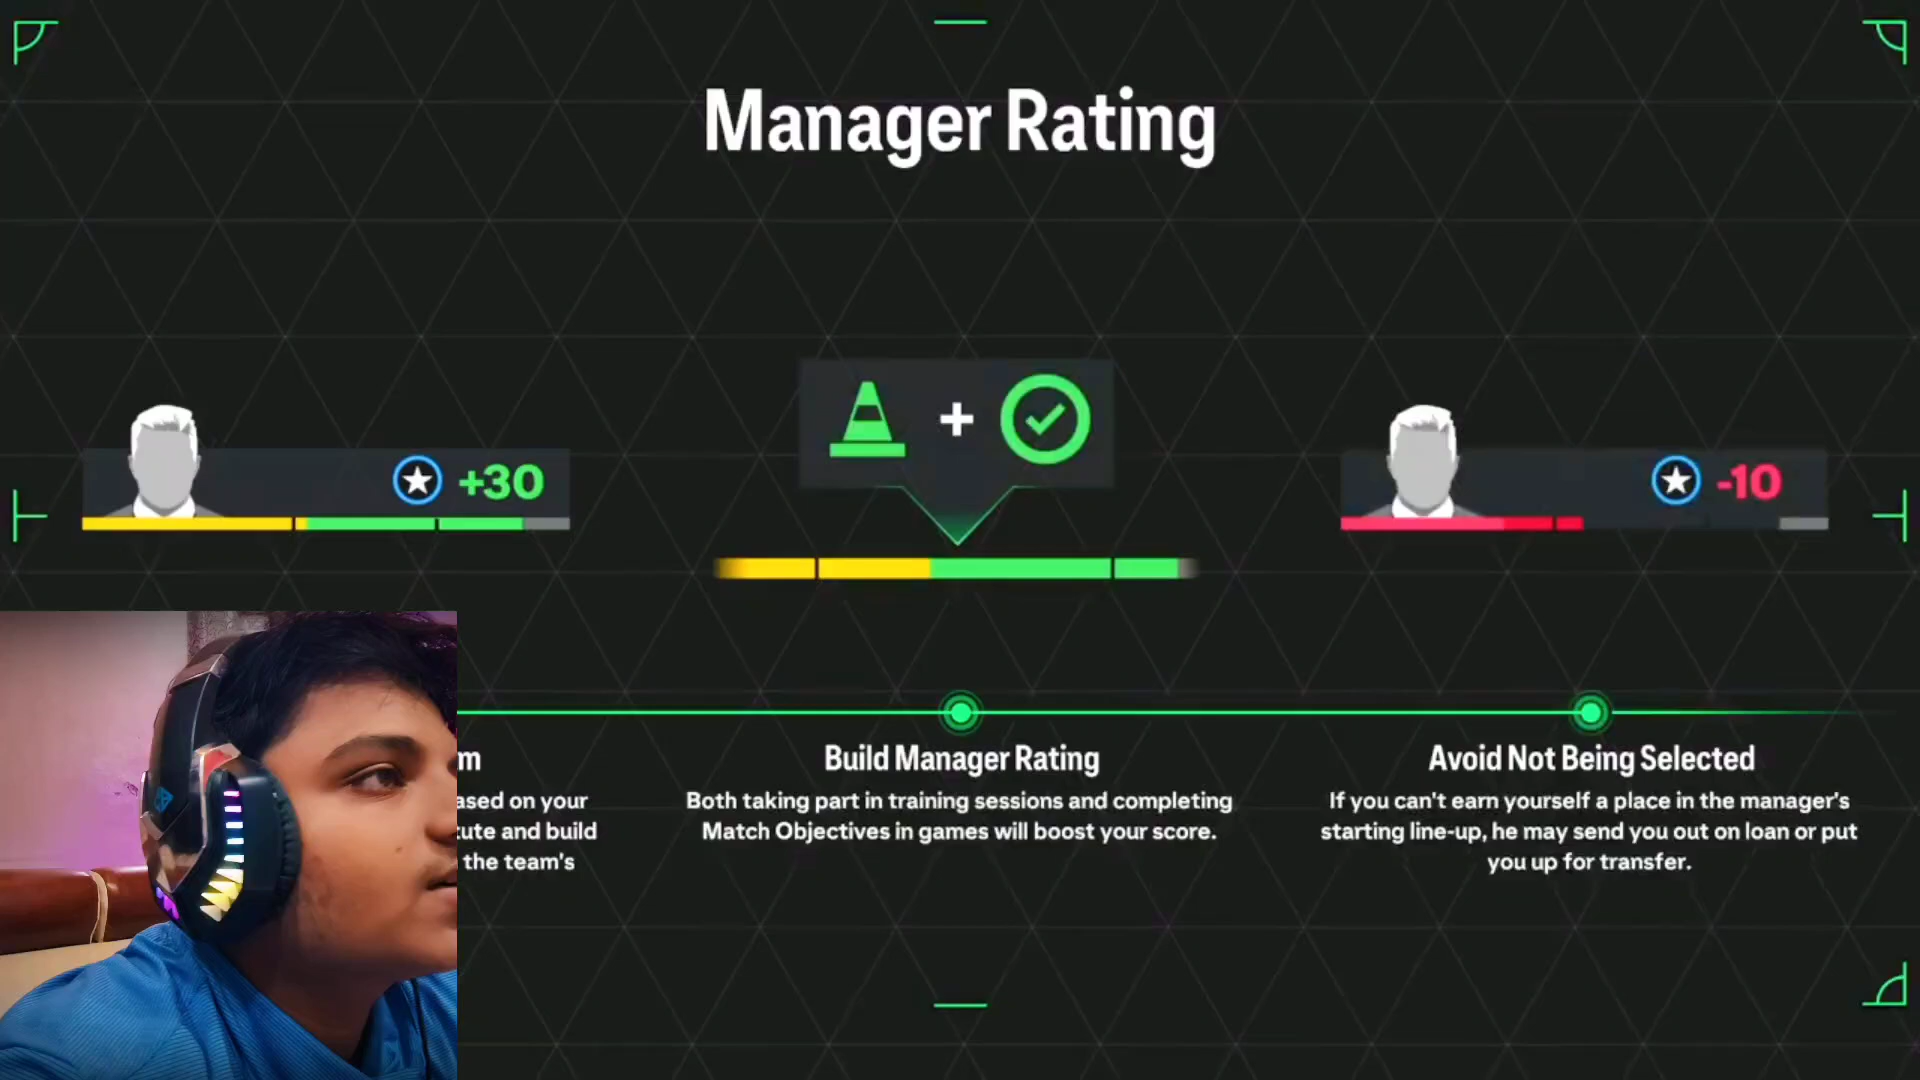 Manager Rating
+30
+
-10
m
Build Manager Rating
Avoid Not Being Selected
ased on your
cute and build
the team's
Both taking part in training sessions and completing
Match Objectives in games will boost your score.
If you can't earn yourself a place in the manager's
starting line-up, he may send you out on loan or put
you up for transfer.